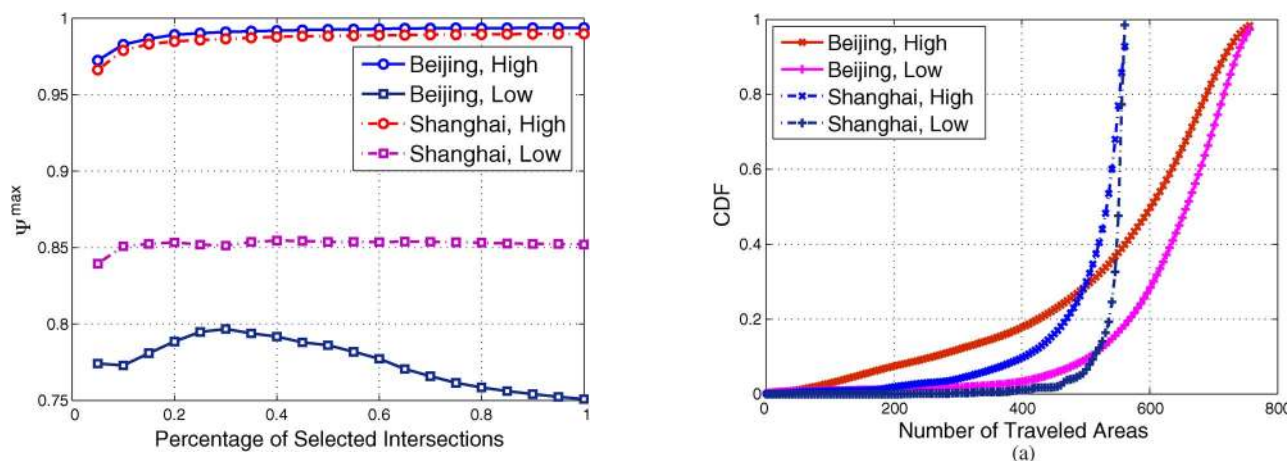 1
0.95
0.9
0.85
0.8
0.75
0
0.2
0.4
0.6
0.8
1
Ψmax
Percentage of Selected Intersections
Beijing, High
Beijing, Low
Shanghai, High
Shanghai, Low
1
0.8
0.6
0.4
0.2
0
0
200
400
600
800
CDF
Number of Traveled Areas
(a)
Beijing, High
Beijing, Low
Shanghai, High
Shanghai, Low